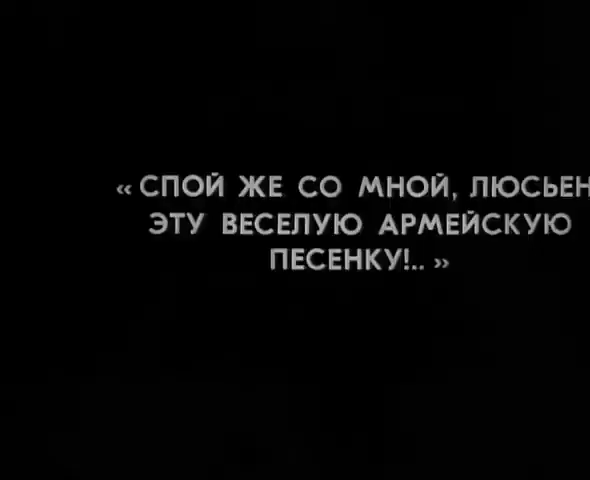 « СПОЙ ЖЕ СО МНОЙ, ЛЮСЬЕН
ЭТУ ВЕСЕЛУЮ АРМЕЙСКУЮ
ПЕСЕНКУ!.. »